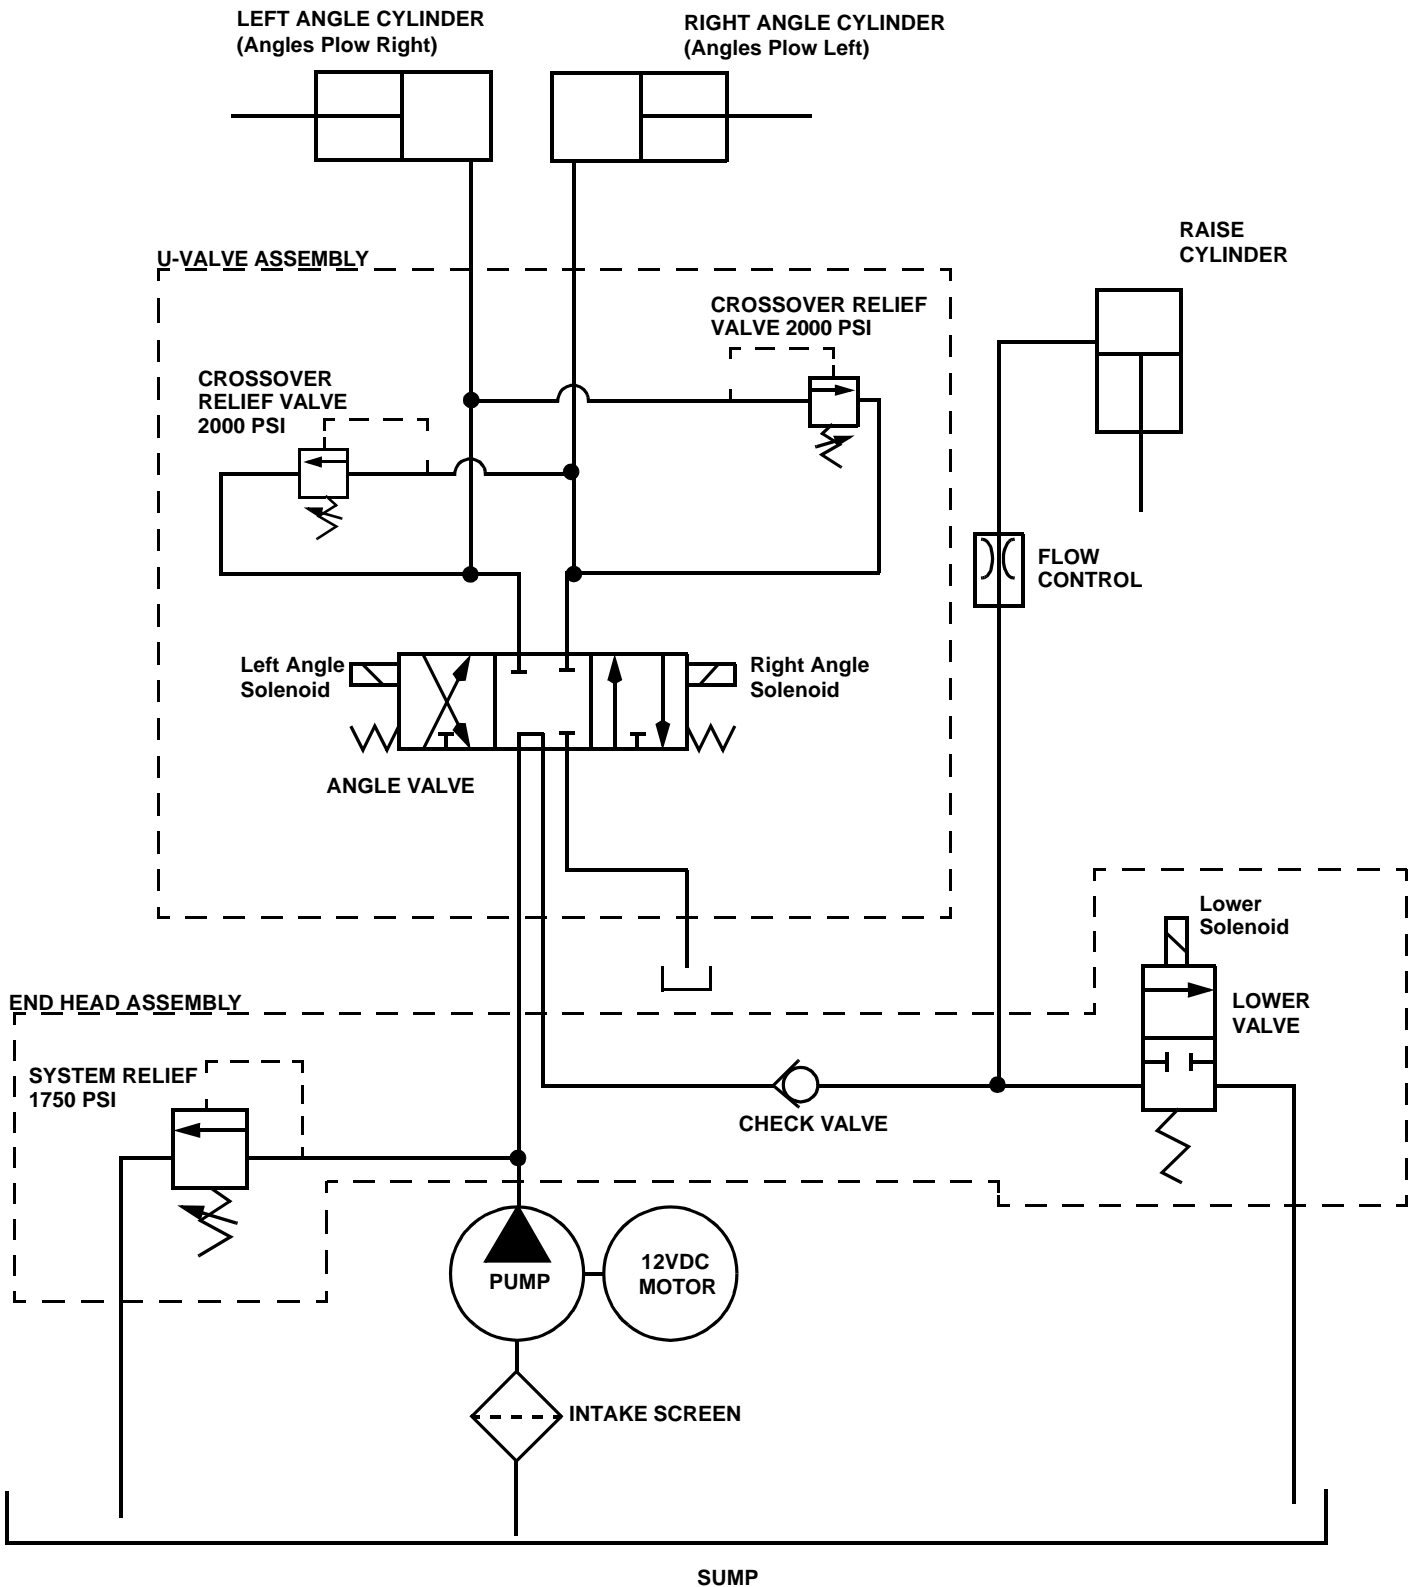 LEFT ANGLE CYLINDER
(Angles Plow Right)
RIGHT ANGLE CYLINDER
(Angles Plow Left)
RAISE
CYLINDER
U-VALVE ASSEMBLY
CROSSOVER RELIEF
VALVE 2000 PSI
CROSSOVER
RELIEF VALVE
2000 PSI
FLOW
CONTROL
Left Angle
Solenoid
Right Angle
Solenoid
ANGLE VALVE
Lower
Solenoid
LOWER
VALVE
END HEAD ASSEMBLY
SYSTEM RELIEF
1750 PSI
CHECK VALVE
PUMP
12VDC
MOTOR
INTAKE SCREEN
SUMP